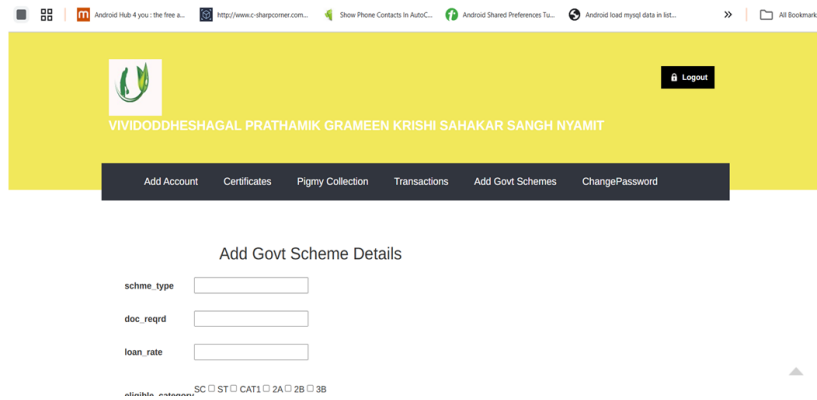 Android Hub 4 you : the free a... http://www.c-sharpcorner.com... Show Phone Contacts In AutoC... Android Shared Preferences Tu... Android load mysql data in list... » All Bookmark
Logout
VIVIDODDHESHAGAL PRATHAMIK GRAMEEN KRISHI SAHAKAR SANGH NYAMIT
Add Account Certificates Pigmy Collection Transactions Add Govt Schemes ChangePassword
Add Govt Scheme Details
schme_type
doc_reqrd
loan_rate
eligible_category SC ST CAT1 2A 2B 3B